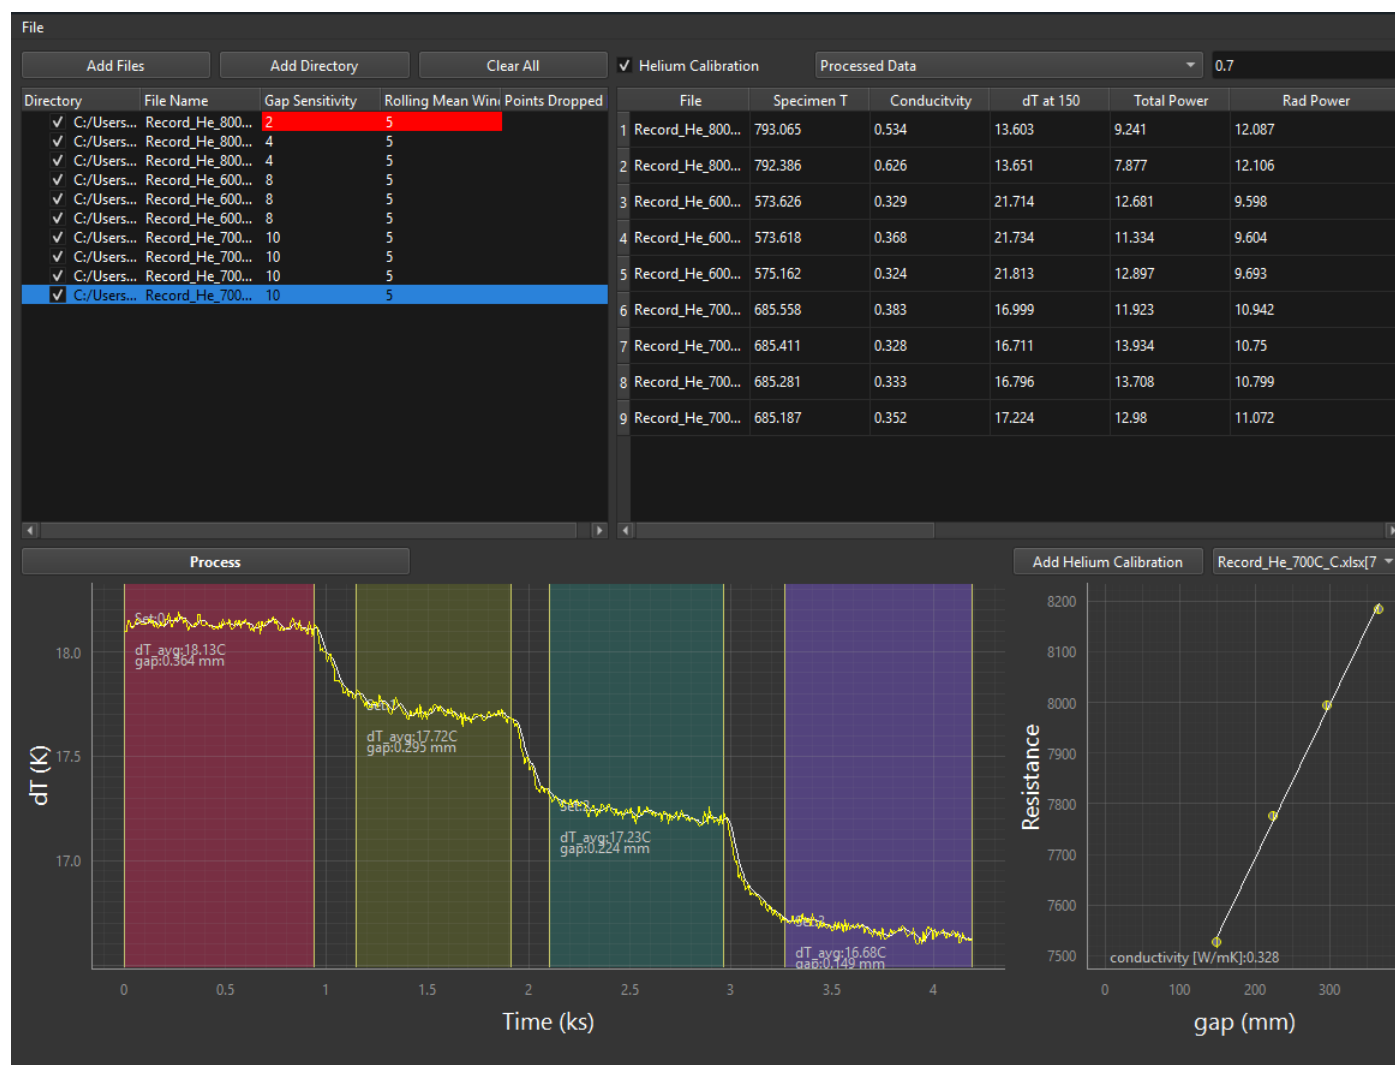 File
Add Files Add Directory Clear All Helium Calibration Processed Data 0.7
Directory File Name Gap Sensitivity Rolling Mean Win Points Dropped
C:/Users... Record_He_800... 2 5
C:/Users... Record_He_800... 4 5
C:/Users... Record_He_800... 4 5
C:/Users... Record_He_600... 8 5
C:/Users... Record_He_600... 8 5
C:/Users... Record_He_600... 8 5
C:/Users... Record_He_700... 10 5
C:/Users... Record_He_700... 10 5
C:/Users... Record_He_700... 10 5
C:/Users... Record_He_700... 10 5
File Specimen T Conducitvity dT at 150 Total Power Rad Power
1 Record_He_800... 793.065 0.534 13.603 9.241 12.087
2 Record_He_800... 792.386 0.626 13.651 7.877 12.106
3 Record_He_600... 573.626 0.329 21.714 12.681 9.598
4 Record_He_600... 573.618 0.368 21.734 11.334 9.604
5 Record_He_600... 575.162 0.324 21.813 12.897 9.693
6 Record_He_700... 685.558 0.383 16.999 11.923 10.942
7 Record_He_700... 685.411 0.328 16.711 13.934 10.75
8 Record_He_700... 685.281 0.333 16.796 13.708 10.799
9 Record_He_700... 685.187 0.352 17.224 12.98 11.072
Process Add Helium Calibration Record_He_700C_C.xlsx[7
dT (K)
18.0
17.5
17.0
Set:0
dT_avg:18.13C
gap:0.364 mm
dT_avg:17.72C
gap:0.295 mm
Set:2
dT_avg:17.23C
gap:0.224 mm
dT_avg:16.68C
gap:0.149 mm
0 0.5 1 1.5 2 2.5 3 3.5 4
Time (ks)
Resistance
8200
8100
8000
7900
7800
7700
7600
7500
conductivity [W/mK]:0.328
0 100 200 300
gap (mm)